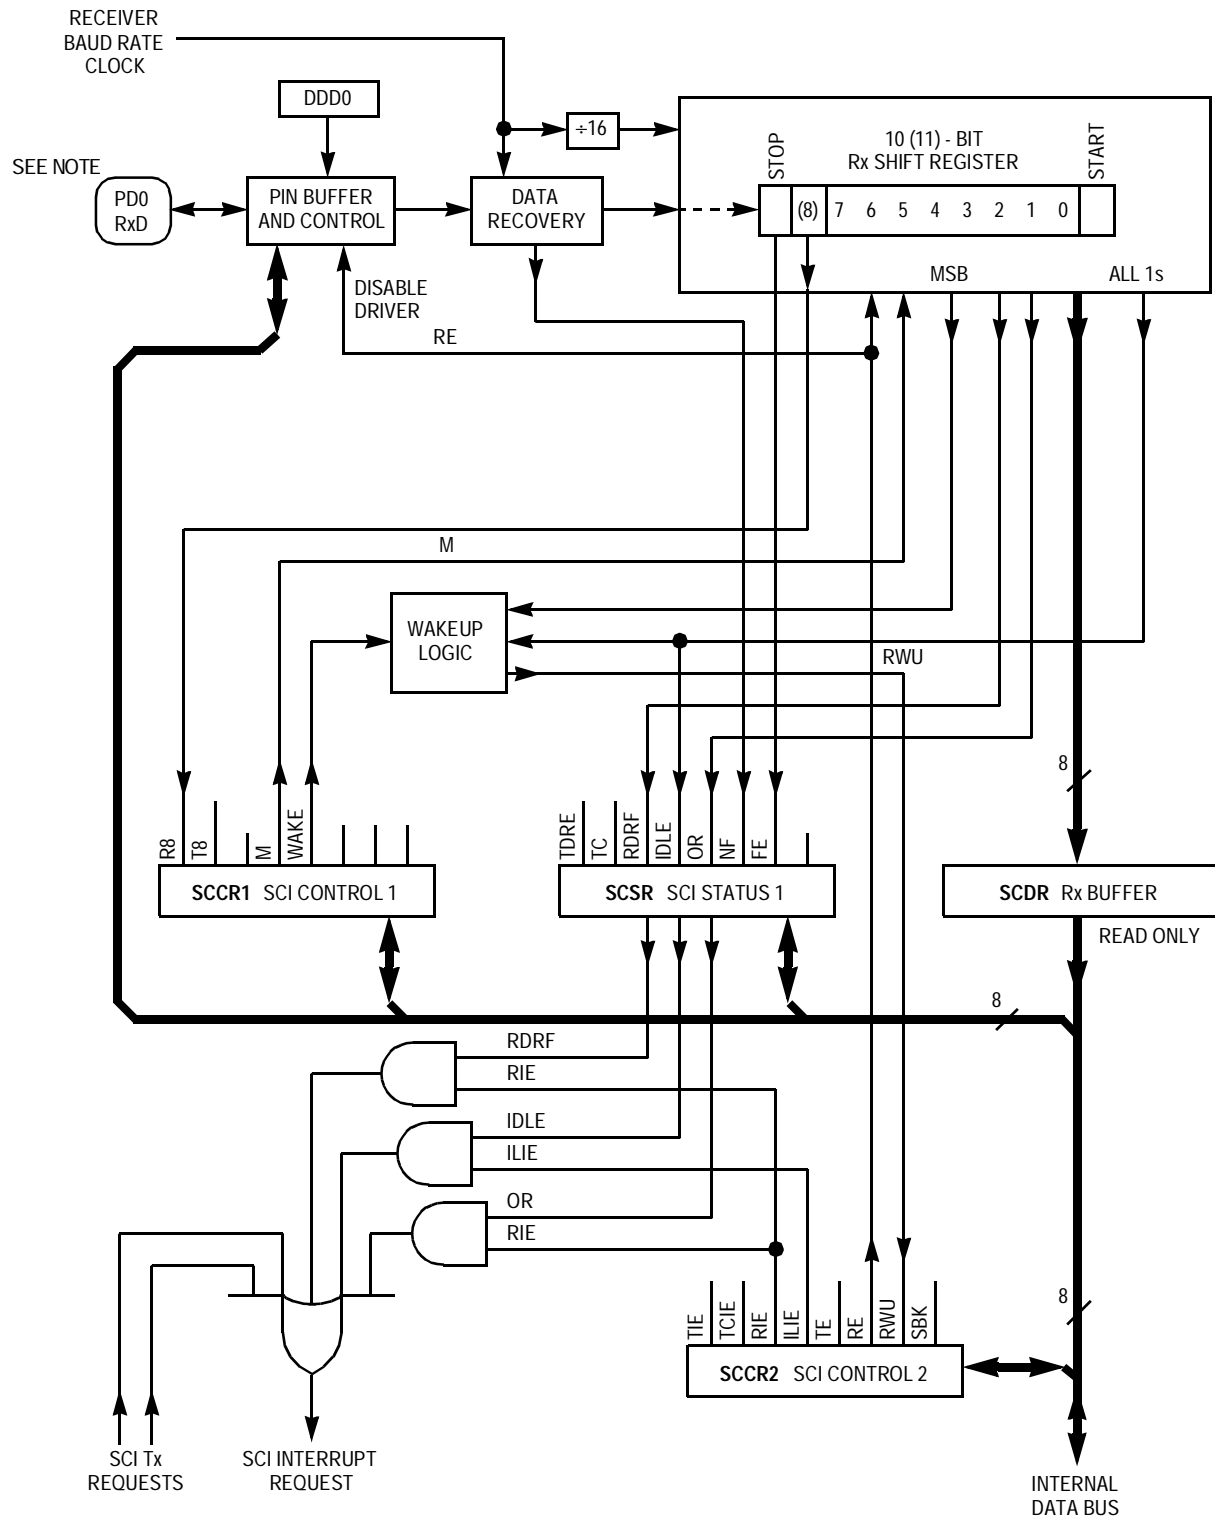 RECEIVER
BAUD RATE
CLOCK
DDD0
÷16
STOP
10 (11) - BIT
Rx SHIFT REGISTER
START
SEE NOTE
PD0
RxD
PIN BUFFER
AND CONTROL
DATA
RECOVERY
(8) 7 6 5 4 3 2 1 0
MSB
ALL 1s
DISABLE
DRIVER
RE
M
WAKEUP
LOGIC
RWU
8
R8
T8
M
WAKE
TDRE
TC
RDRF
IDLE
OR
NF
FE
SCCR1 SCI CONTROL 1
SCSR SCI STATUS 1
SCDR Rx BUFFER
READ ONLY
8
RDRF
RIE
IDLE
ILIE
OR
RIE
8
TIE
TCIE
RIE
ILIE
TE
RE
RWU
SBK
SCCR2 SCI CONTROL 2
SCI Tx
REQUESTS
SCI INTERRUPT
REQUEST
INTERNAL
DATA BUS